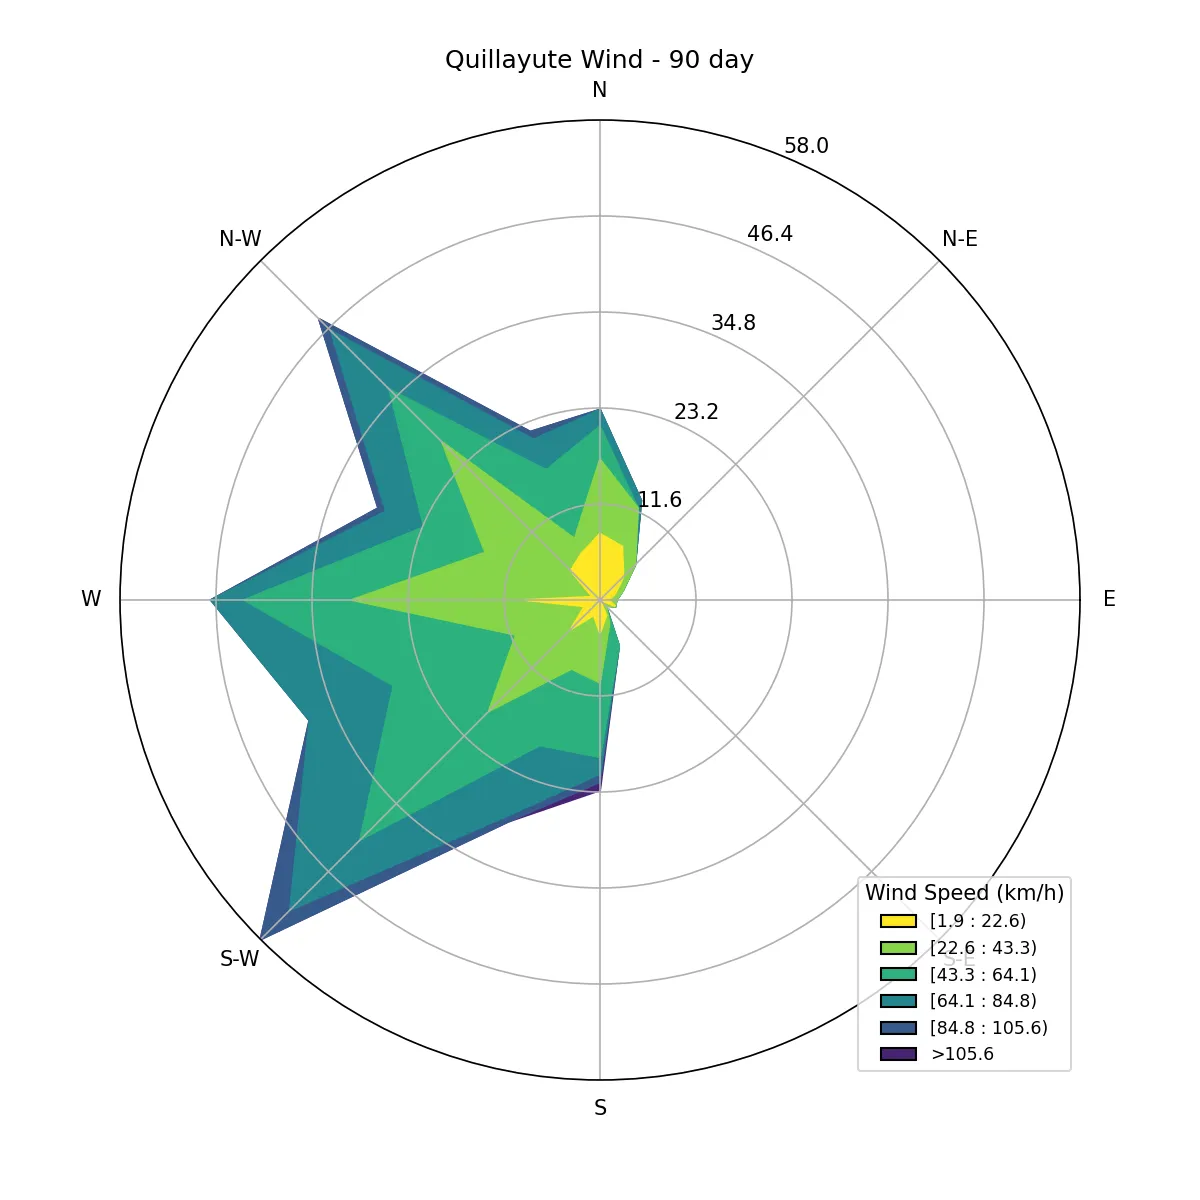 Quillayute Wind - 90 day
N
58.0
N-W
46.4
N-E
34.8
23.2
11.6
W
E
S-W
S-E
S
Wind Speed (km/h)
[1.9 : 22.6)
[22.6 : 43.3)
[43.3 : 64.1)
[64.1 : 84.8)
[84.8 : 105.6)
>105.6